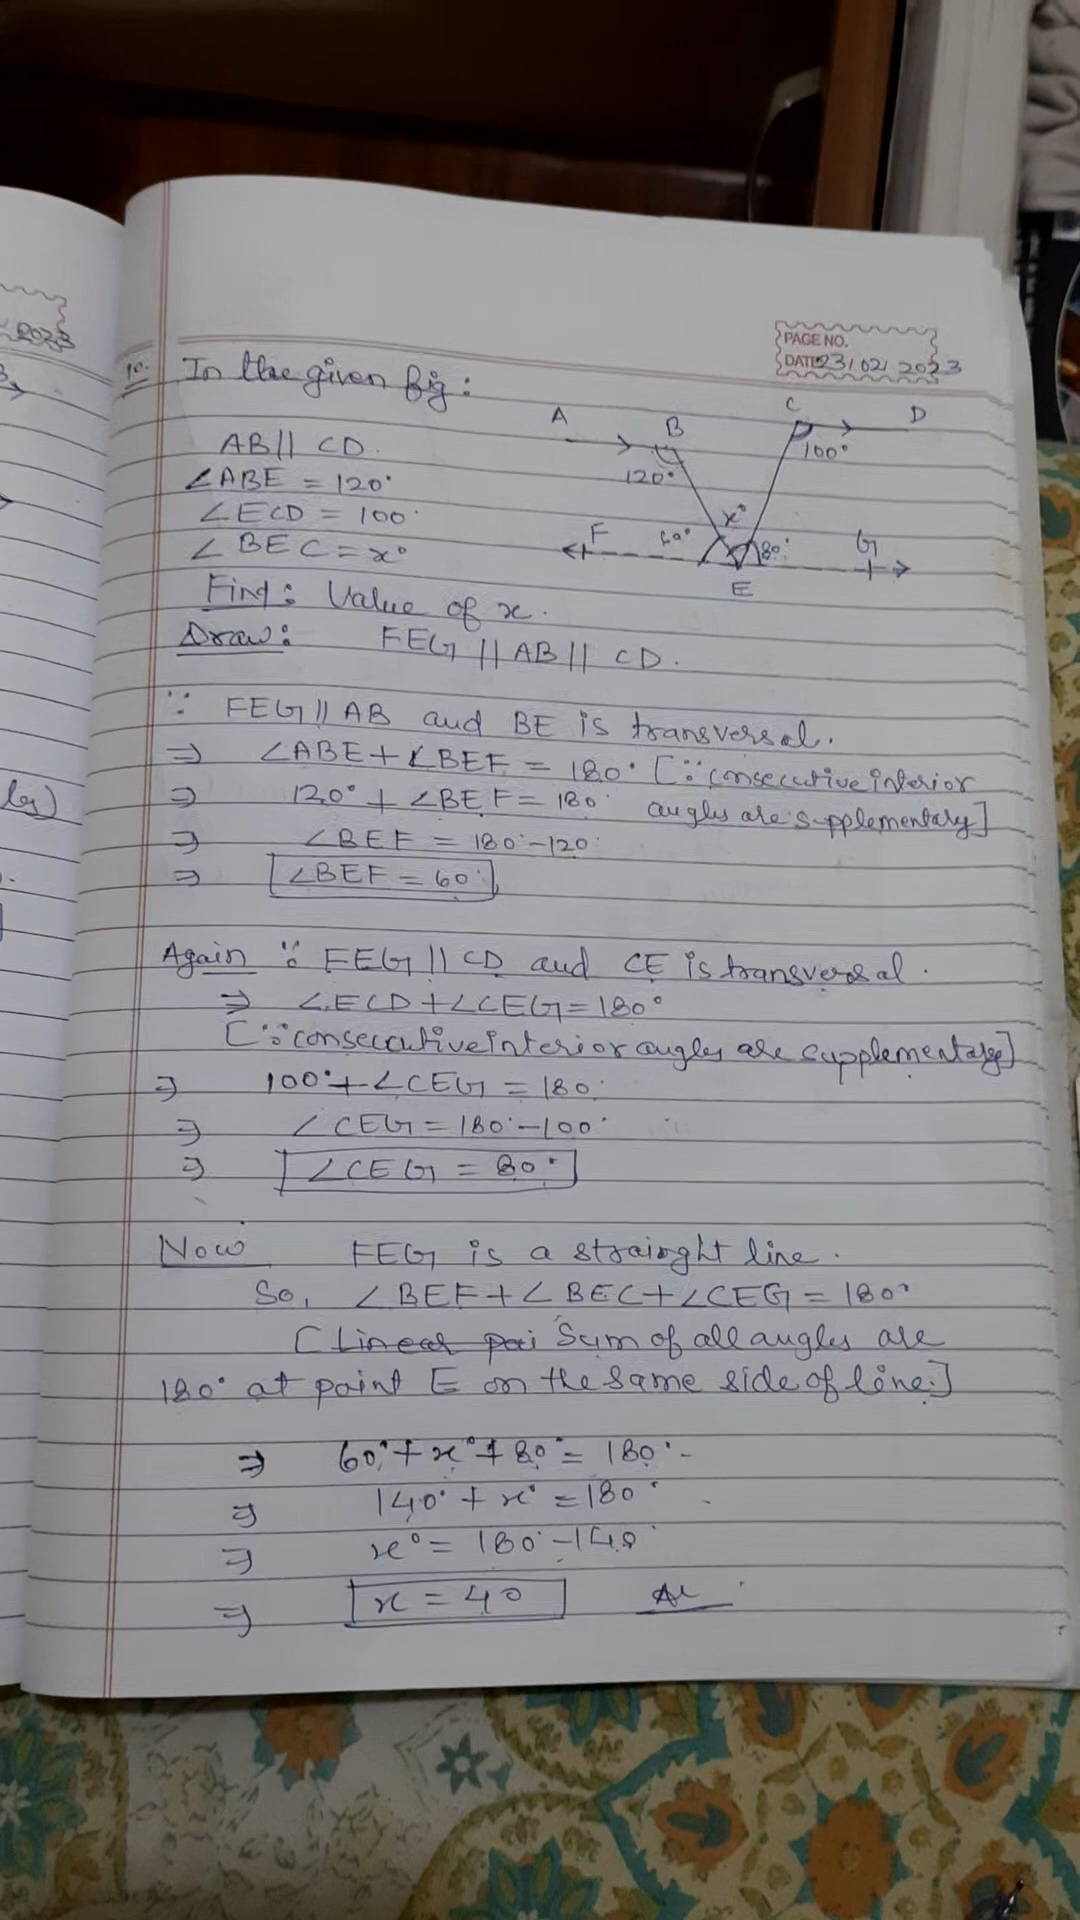 2023
PAGE NO.
DATE 23/02/2023
10. In the given fig:
A B C D
120° 100°
x°
F 60° 80° G
E
AB || CD.
∠ABE = 120°
∠ECD = 100°
∠BEC = x°
Find: Value of x.
Draw: FEG || AB || CD.
∵ FEG || AB and BE is transversal.
⇒ ∠ABE + ∠BEF = 180° [∵ consecutive interior
angles are supplementary]
⇒ 120° + ∠BEF = 180°
⇒ ∠BEF = 180° - 120°
⇒ ∠BEF = 60°
Again ∵ FEG || CD and CE is transversal.
⇒ ∠ECD + ∠CEG = 180°
[∵ consecutive interior angles are supplementary]
⇒ 100° + ∠CEG = 180°
⇒ ∠CEG = 180° - 100°
⇒ ∠CEG = 80°
Now FEG is a strairght line.
So, ∠BEF + ∠BEC + ∠CEG = 180°
[Linear pai Sum of all angles are
180° at point E on the same side of line.]
⇒ 60° + x° + 80° = 180°
⇒ 140° + x° = 180°
⇒ x° = 180° - 140°
⇒ x = 40